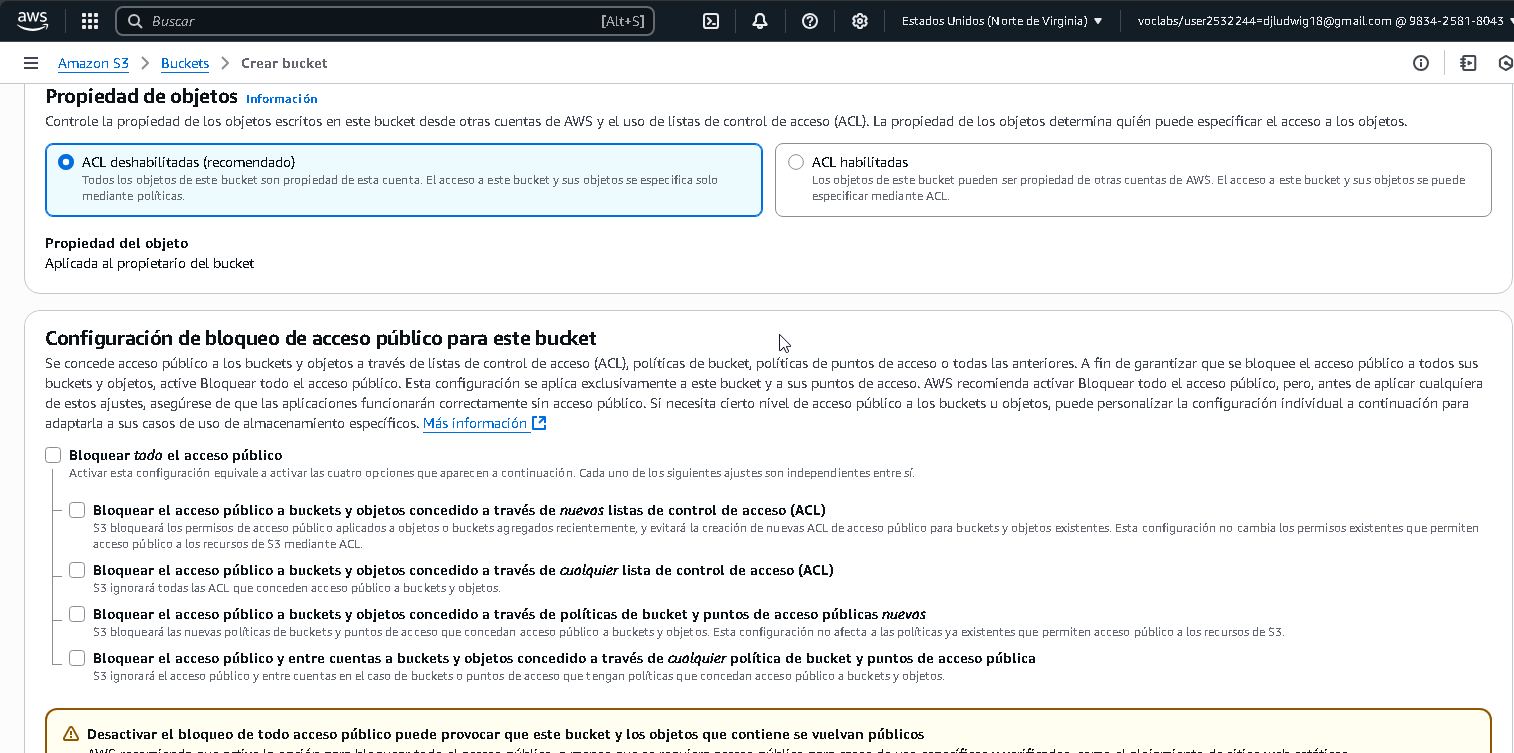 aws
Buscar [Alt+S] Estados Unidos (Norte de Virginia) voclabs/user2532244=djludwig18@gmail.com @ 9834-2581-8043
Amazon S3 > Buckets > Crear bucket
Propiedad de objetos Información
Controle la propiedad de los objetos escritos en este bucket desde otras cuentas de AWS y el uso de listas de control de acceso (ACL). La propiedad de los objetos determina quién puede especificar el acceso a los objetos.
ACL deshabilitadas (recomendado)
Todos los objetos de este bucket son propiedad de esta cuenta. El acceso a este bucket y sus objetos se especifica solo
mediante políticas.
ACL habilitadas
Los objetos de este bucket pueden ser propiedad de otras cuentas de AWS. El acceso a este bucket y sus objetos se puede
especificar mediante ACL.
Propiedad del objeto
Aplicada al propietario del bucket
Configuración de bloqueo de acceso público para este bucket
Se concede acceso público a los buckets y objetos a través de listas de control de acceso (ACL), políticas de bucket, políticas de puntos de acceso o todas las anteriores. A fin de garantizar que se bloquee el acceso público a todos sus
buckets y objetos, active Bloquear todo el acceso público. Esta configuración se aplica exclusivamente a este bucket y a sus puntos de acceso. AWS recomienda activar Bloquear todo el acceso público, pero, antes de aplicar cualquiera
de estos ajustes, asegúrese de que las aplicaciones funcionarán correctamente sin acceso público. Si necesita cierto nivel de acceso público a los buckets u objetos, puede personalizar la configuración individual a continuación para
adaptarla a sus casos de uso de almacenamiento específicos. Más información
Bloquear todo el acceso público
Activar esta configuración equivale a activar las cuatro opciones que aparecen a continuación. Cada uno de los siguientes ajustes son independientes entre sí.
Bloquear el acceso público a buckets y objetos concedido a través de nuevas listas de control de acceso (ACL)
S3 bloqueará los permisos de acceso público aplicados a objetos o buckets agregados recientemente, y evitará la creación de nuevas ACL de acceso público para buckets y objetos existentes. Esta configuración no cambia los permisos existentes que permiten
acceso público a los recursos de S3 mediante ACL.
Bloquear el acceso público a buckets y objetos concedido a través de cualquier lista de control de acceso (ACL)
S3 ignorará todas las ACL que conceden acceso público a buckets y objetos.
Bloquear el acceso público a buckets y objetos concedido a través de políticas de bucket y puntos de acceso públicas nuevas
S3 bloqueará las nuevas políticas de buckets y puntos de acceso que concedan acceso público a buckets y objetos. Esta configuración no afecta a las políticas ya existentes que permiten acceso público a los recursos de S3.
Bloquear el acceso público y entre cuentas a buckets y objetos concedido a través de cualquier política de bucket y puntos de acceso pública
S3 ignorará el acceso público y entre cuentas en el caso de buckets o puntos de acceso que tengan políticas que concedan acceso público a buckets y objetos.
Desactivar el bloqueo de todo acceso público puede provocar que este bucket y los objetos que contiene se vuelvan públicos